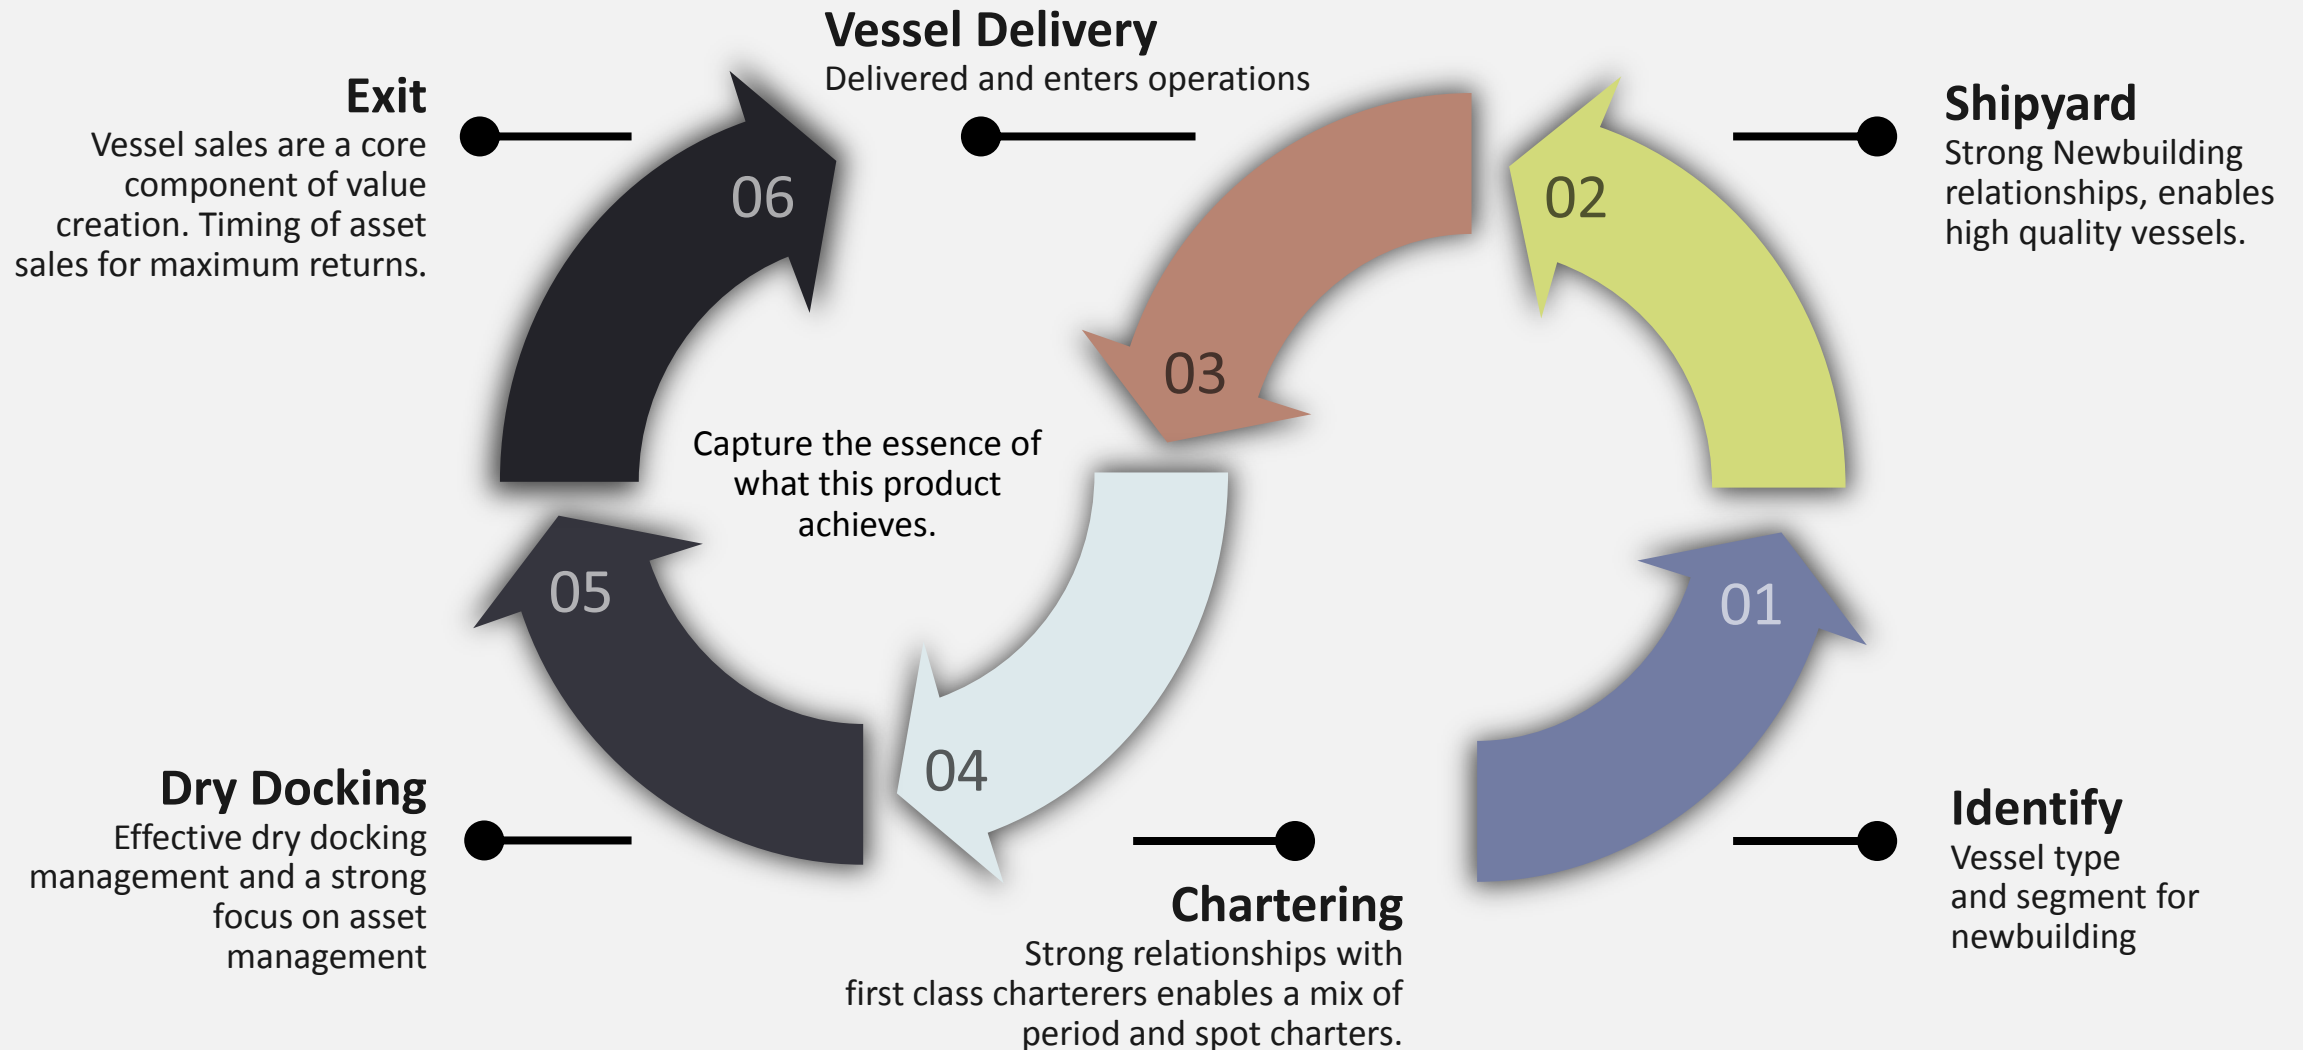 Vessel Delivery
Delivered and enters operations
Exit
Vessel sales are a core
component of value
creation. Timing of asset
sales for maximum returns.
Shipyard
Strong Newbuilding
relationships, enables
high quality vessels.
06
02
03
Capture the essence of
what this product
achieves.
05
01
04
Dry Docking
Effective dry docking
management and a strong
focus on asset
management
Chartering
Strong relationships with
first class charterers enables a mix of
period and spot charters.
Identify
Vessel type
and segment for
newbuilding